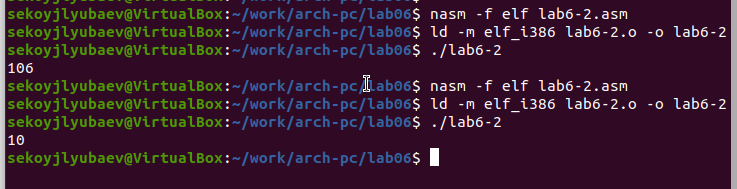 sekoyjlyubaev@VirtualBox:~/work/arch-pc/lab06$ nasm -f elf lab6-2.asm
sekoyjlyubaev@VirtualBox:~/work/arch-pc/lab06$ ld -m elf_i386 lab6-2.o -o lab6-2
sekoyjlyubaev@VirtualBox:~/work/arch-pc/lab06$ ./lab6-2
106
sekoyjlyubaev@VirtualBox:~/work/arch-pc/lab06$ nasm -f elf lab6-2.asm
sekoyjlyubaev@VirtualBox:~/work/arch-pc/lab06$ ld -m elf_i386 lab6-2.o -o lab6-2
sekoyjlyubaev@VirtualBox:~/work/arch-pc/lab06$ ./lab6-2
10
sekoyjlyubaev@VirtualBox:~/work/arch-pc/lab06$